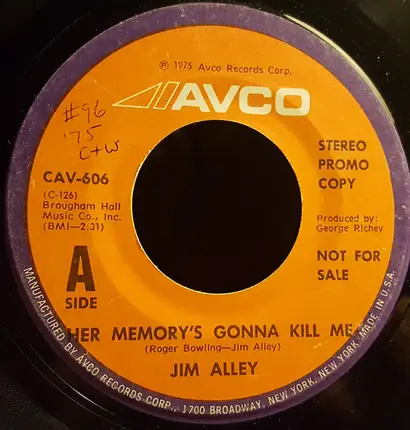 ℗ 1975 Avco Records Corp.
AVCO
#96
'75
C+W
CAV-606
(C-126)
Brougham Hall
Music Co., Inc.
(BMI—2:31)
STEREO
PROMO
COPY
Produced by:
George Richey
NOT FOR
SALE
A
SIDE
HER MEMORY'S GONNA KILL ME
(Roger Bowling—Jim Alley)
JIM ALLEY
MANUFACTURED BY AVCO RECORDS CORP., 1700 BROADWAY, NEW YORK, NEW YORK. MADE IN U.S.A.